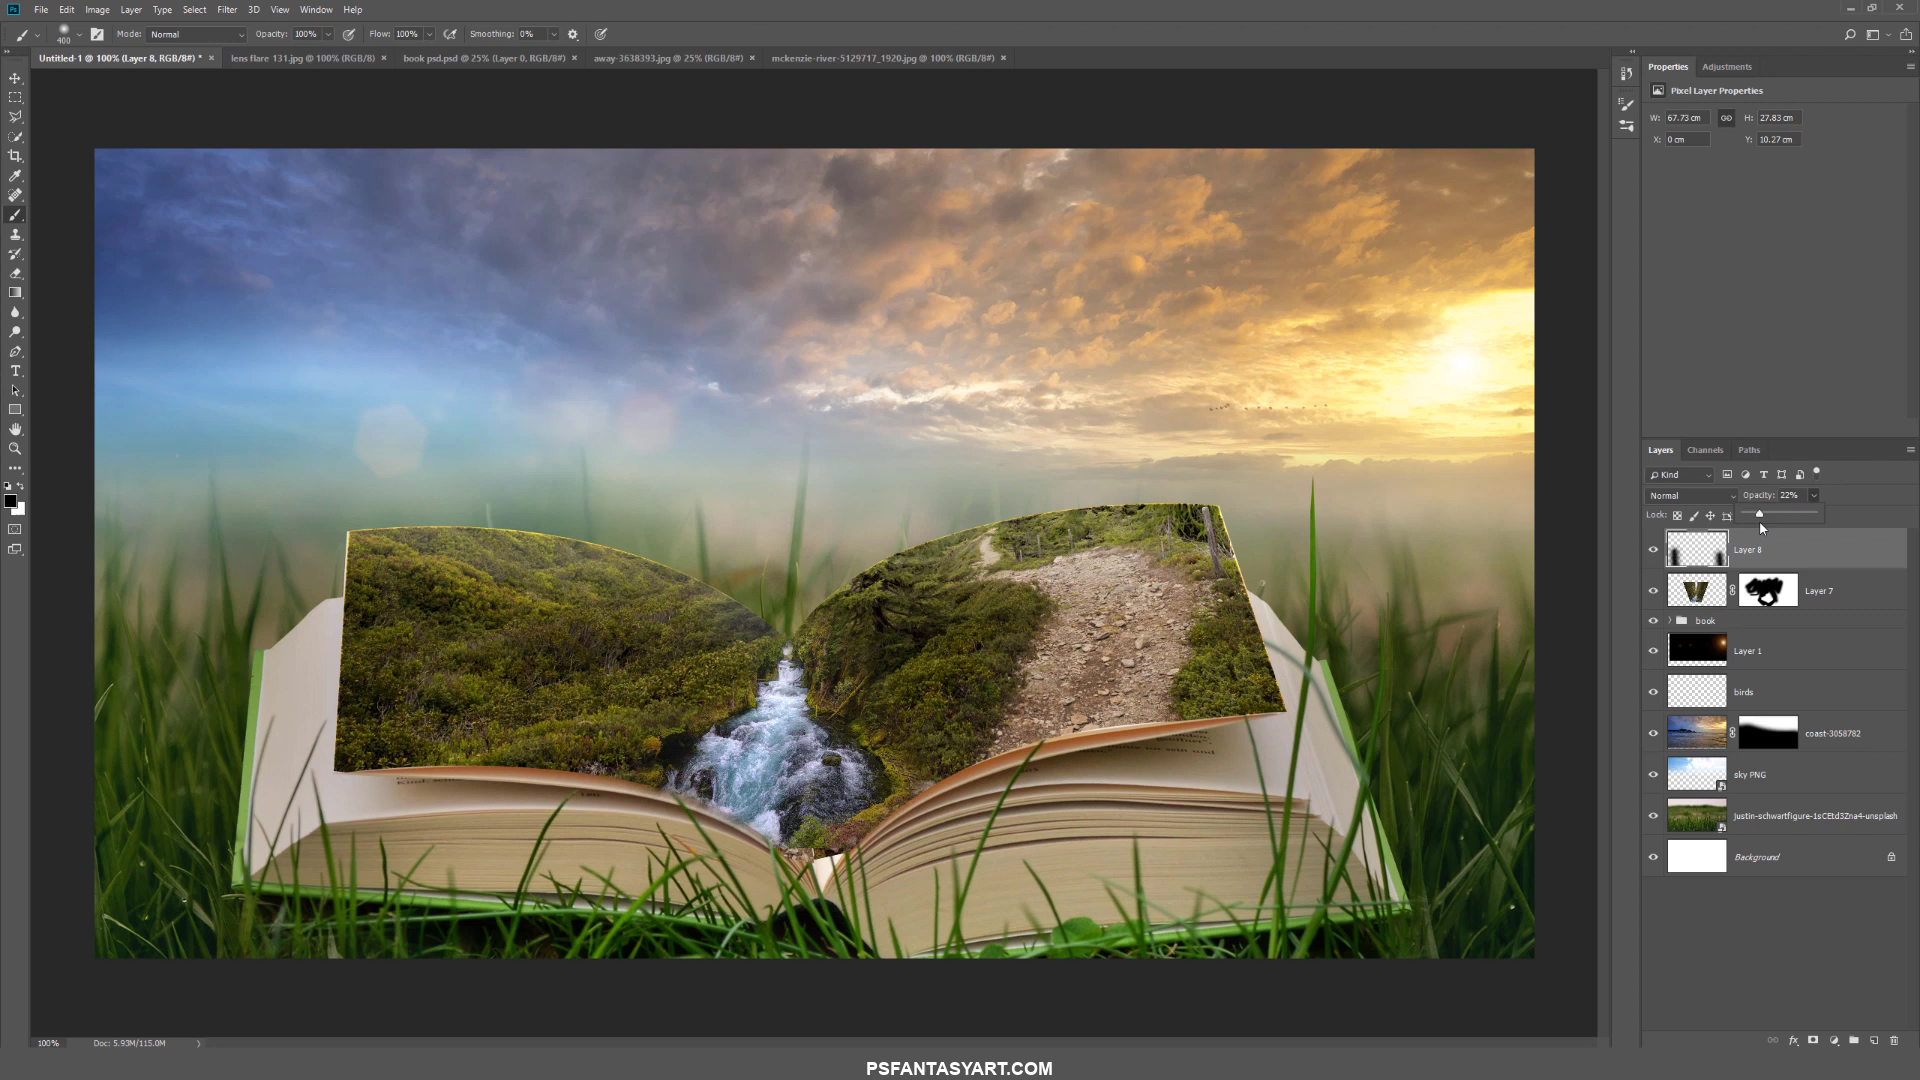 Ps File Edit Image Layer Type Select Filter 3D View Window Help
400 Mode: Normal Opacity: 100% Flow: 100% Smoothing: 0%
Untitled-1 @ 100% (Layer 8, RGB/8#) * × lens flare 131.jpg @ 100% (RGB/8) × book psd.psd @ 25% (Layer 0, RGB/8#) × away-3638393.jpg @ 25% (RGB/8#) × mckenzie-river-5129717_1920.jpg @ 100% (RGB/8#) ×
Properties Adjustments
Pixel Layer Properties
W: 67.73 cm H: 27.83 cm
X: 0 cm Y: 10.27 cm
Layers Channels Paths
Kind
Normal Opacity: 22%
Lock:
Layer 8
Layer 7
book
Layer 1
birds
coast-3058782
sky PNG
justin-schwartfigure-1sCEtd3Zna4-unsplash
Background
100% Doc: 5.93M/115.0M
PSFANTASYART.COM